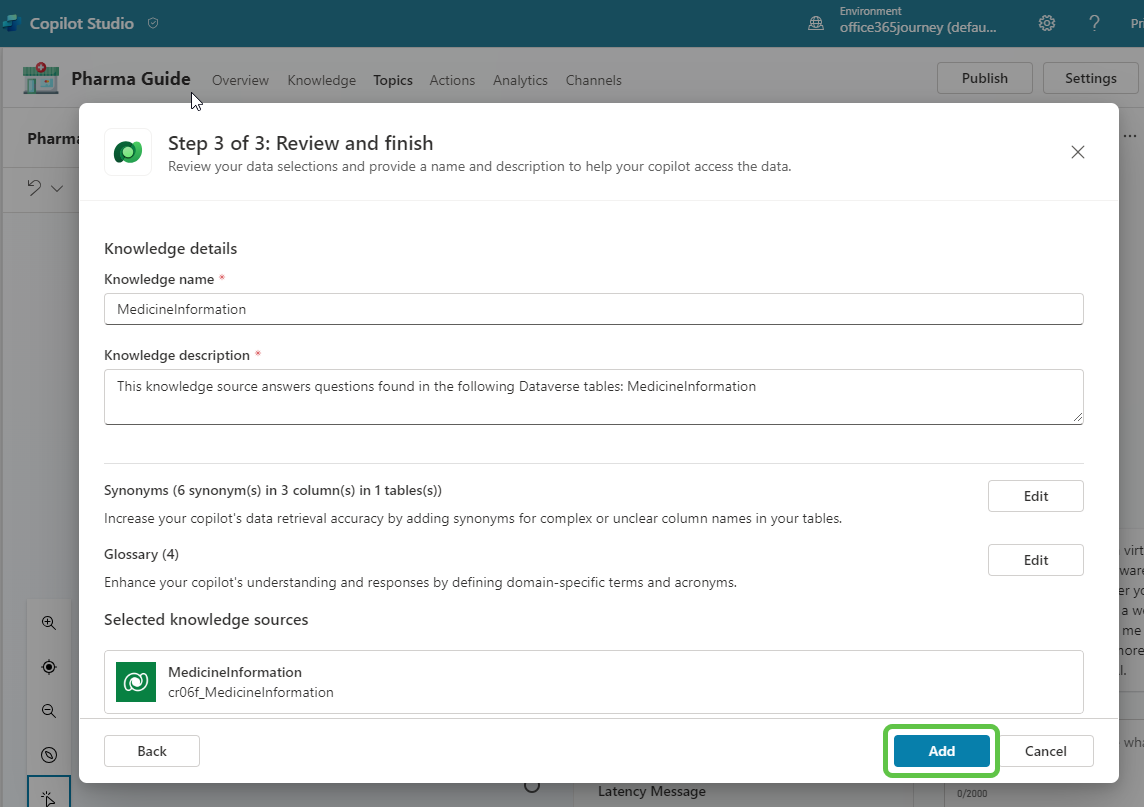 Copilot Studio
Environment
office365journey (defau...
?
Pharma Guide
Overview
Knowledge
Topics
Actions
Analytics
Channels
Publish
Settings
Step 3 of 3: Review and finish
Review your data selections and provide a name and description to help your copilot access the data.
Knowledge details
Knowledge name *
MedicineInformation
Knowledge description *
This knowledge source answers questions found in the following Dataverse tables: MedicineInformation
Synonyms (6 synonym(s) in 3 column(s) in 1 tables(s))
Edit
Increase your copilot's data retrieval accuracy by adding synonyms for complex or unclear column names in your tables.
Glossary (4)
Edit
Enhance your copilot's understanding and responses by defining domain-specific terms and acronyms.
Selected knowledge sources
MedicineInformation
cr06f_MedicineInformation
Back
Add
Cancel
Latency Message
0/2000